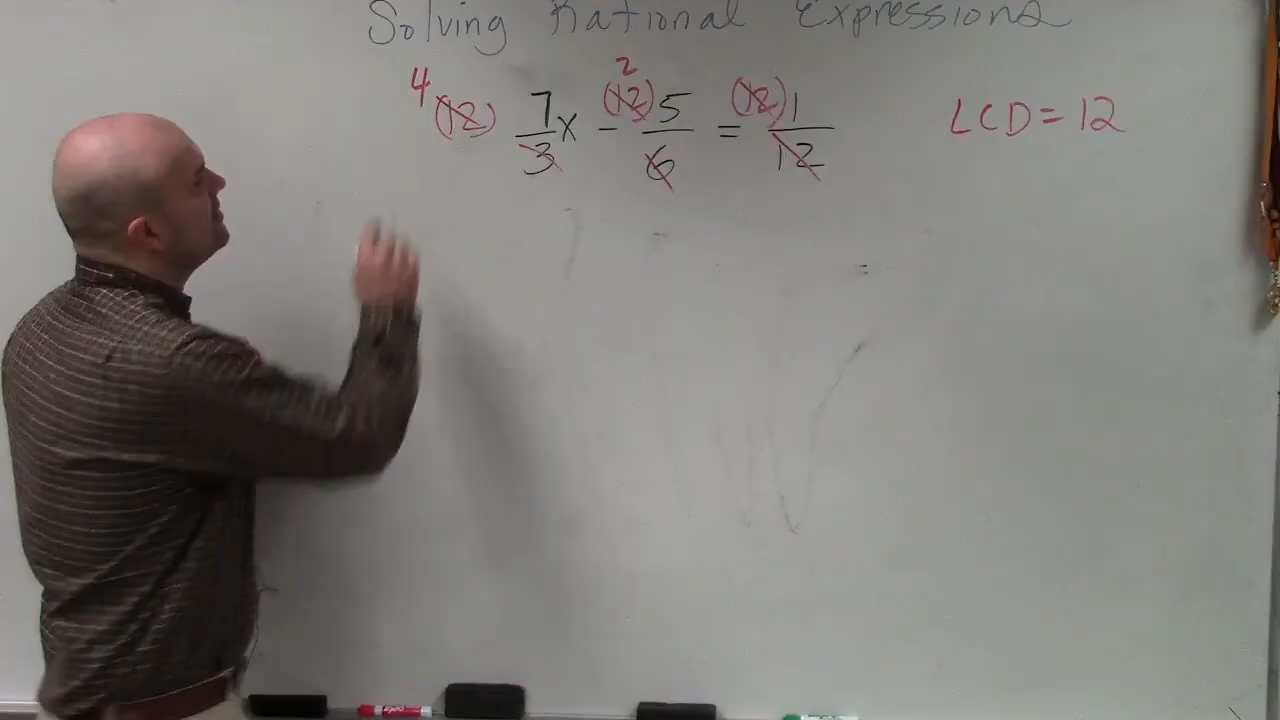 Solving Rational Expressions
4 (12) 7/3 x - 2 (12) 5/6 = (12) 1/12 LCD = 12